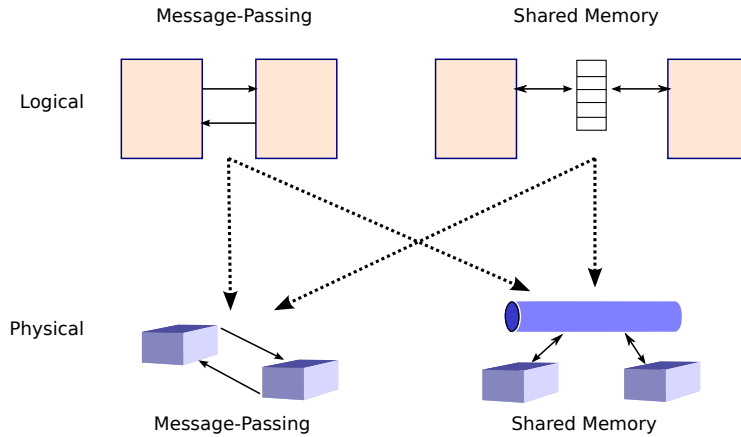 Message-Passing
Shared Memory
Logical
Physical
Message-Passing
Shared Memory